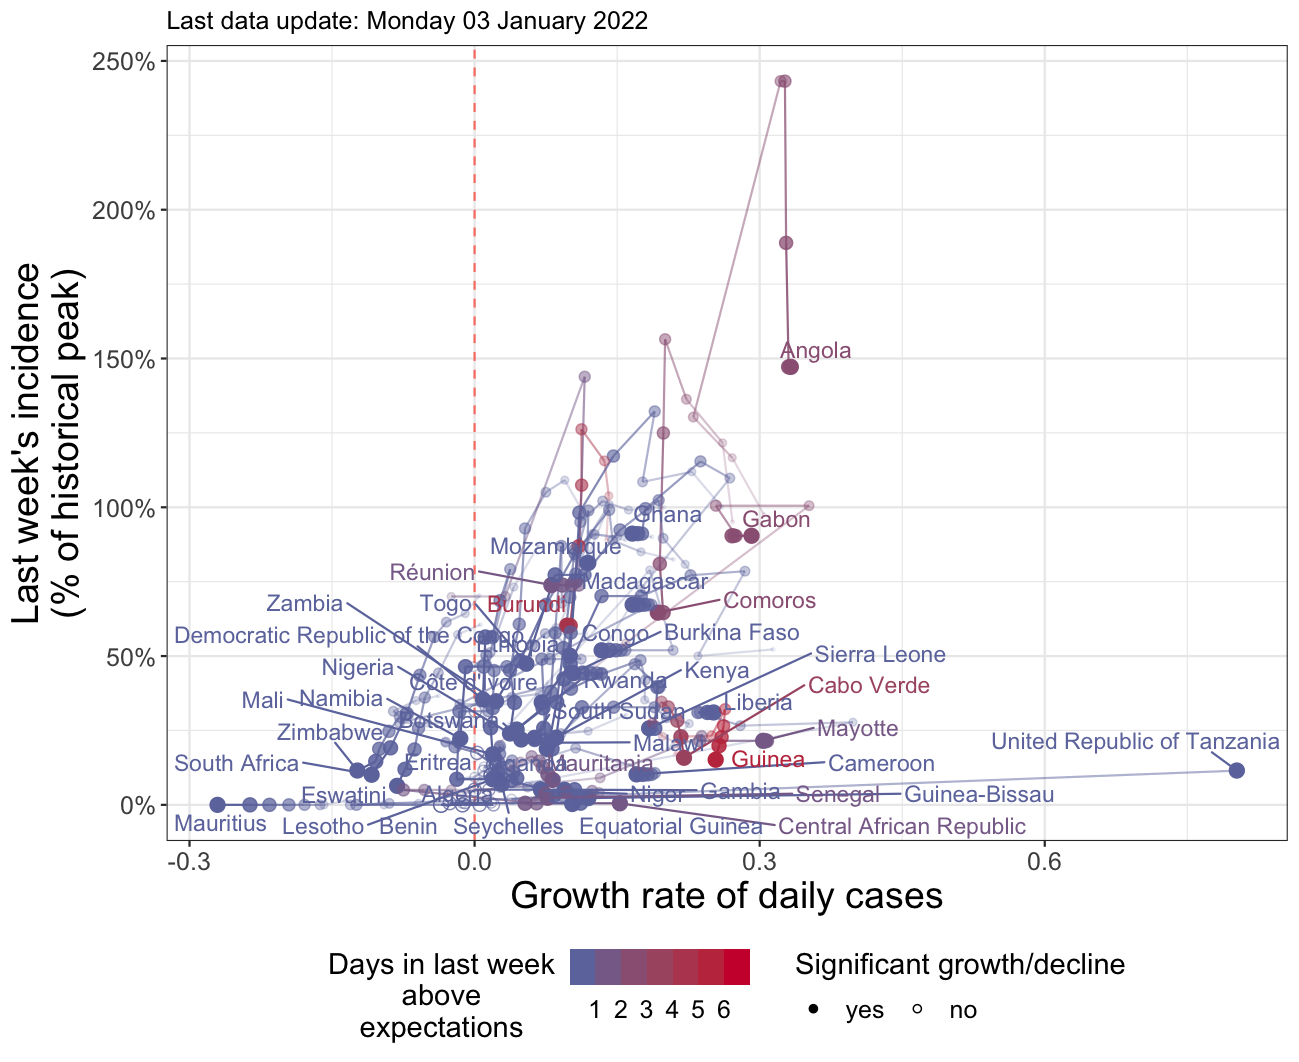 Last data update: Monday 03 January 2022
250%
200%
150%
100%
50%
0%
Last week's incidence
(% of historical peak)
Angola
Ghana
Gabon
Mozambique
Réunion
Madagascar
Zambia
Togo
Burundi
Comoros
Democratic Republic of the Congo
Ethiopia
Congo
Burkina Faso
Nigeria
Sierra Leone
Kenya
Côte d'Ivoire
Rwanda
Cabo Verde
Mali
Namibia
Liberia
Botswana
South Sudan
Mayotte
Zimbabwe
Malawi
United Republic of Tanzania
South Africa
Eritrea
Mauritania
Guinea
Cameroon
Eswatini
Algeria
Niger
Gambia
Senegal
Guinea-Bissau
Mauritius
Lesotho
Benin
Seychelles
Equatorial Guinea
Central African Republic
-0.3
0.0
0.3
0.6
Growth rate of daily cases
Days in last week
above
expectations
1 2 3 4 5 6
Significant growth/decline
yes
no